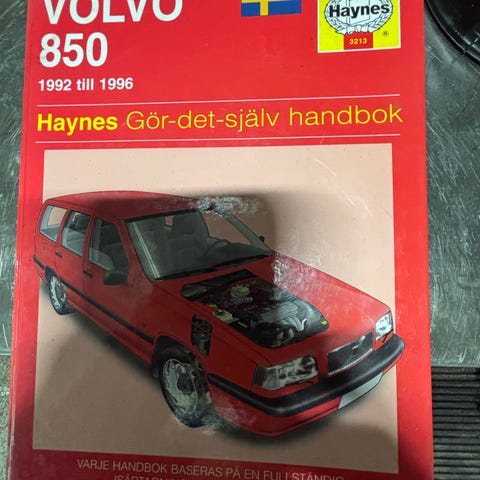 VOLVO
850
1992 till 1996
Haynes
®
3213
Haynes Gör-det-själv handbok
VARJE HANDBOK BASERAS PÅ EN FULLSTÄNDIG